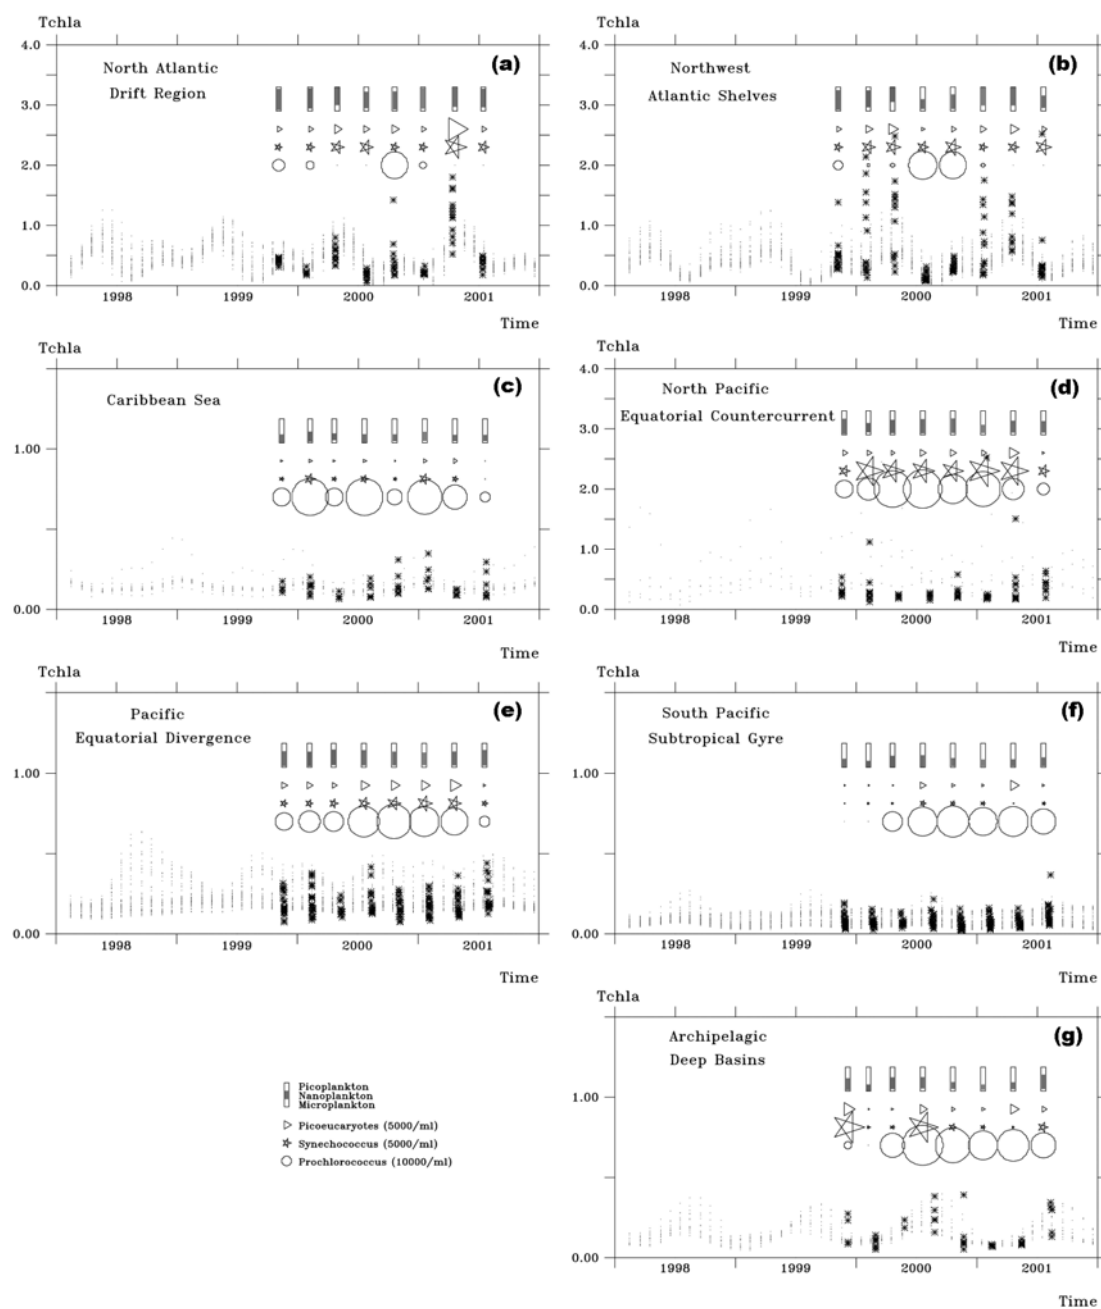 Tchla
4.0
3.0
2.0
1.0
0.0
North Atlantic
Drift Region
(a)
1998
1999
2000
2001
Time
Tchla
4.0
3.0
2.0
1.0
0.0
Northwest
Atlantic Shelves
(b)
1998
1999
2000
2001
Time
Tchla
1.00
0.00
Caribbean Sea
(c)
1998
1999
2000
2001
Time
Tchla
4.0
3.0
2.0
1.0
0.0
North Pacific
Equatorial Countercurrent
(d)
1998
1999
2000
2001
Time
Tchla
1.00
0.00
Pacific
Equatorial Divergence
(e)
1998
1999
2000
2001
Time
Tchla
1.00
0.00
South Pacific
Subtropical Gyre
(f)
1998
1999
2000
2001
Time
Tchla
1.00
0.00
Archipelagic
Deep Basins
(g)
1998
1999
2000
2001
Time
Picoplankton
Nanoplankton
Microplankton
Picoeucaryotes (5000/ml)
Synechococcus (5000/ml)
Prochlorococcus (10000/ml)